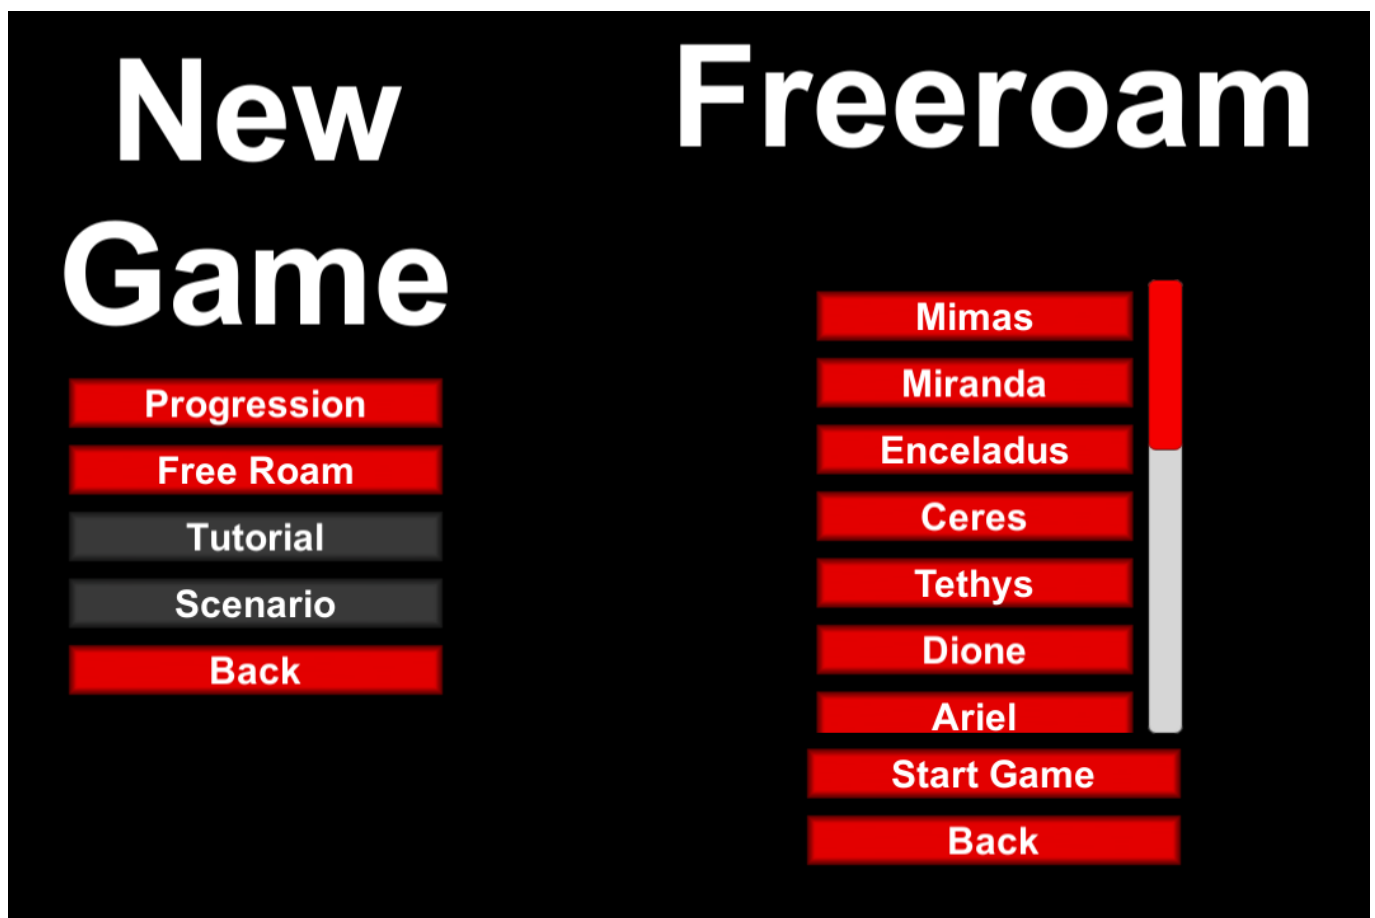 New
Game
Progression
Free Roam
Tutorial
Scenario
Back
Freeroam
Mimas
Miranda
Enceladus
Ceres
Tethys
Dione
Ariel
Start Game
Back